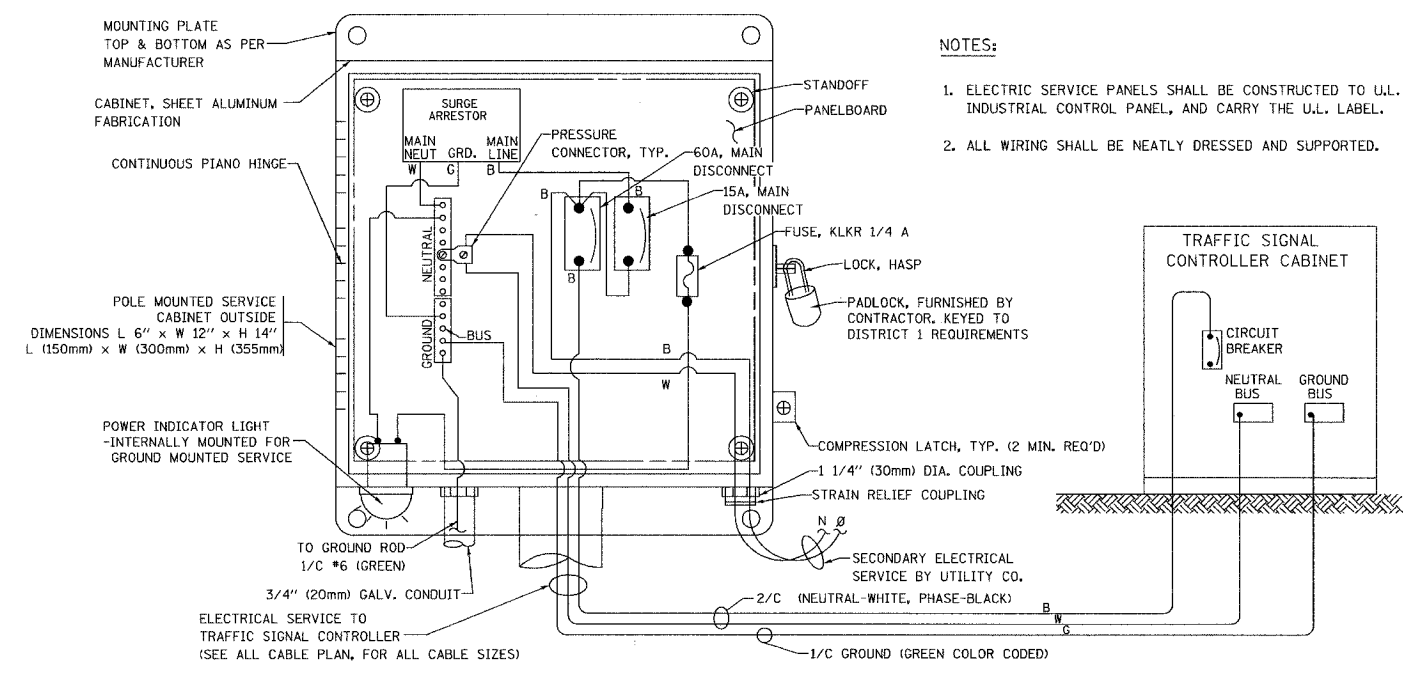 MOUNTING PLATE
TOP & BOTTOM AS PER
MANUFACTURER
CABINET, SHEET ALUMINUM
FABRICATION
CONTINUOUS PIANO HINGE
POLE MOUNTED SERVICE
CABINET OUTSIDE
DIMENSIONS L 6" x W 12" x H 14"
L (150mm) x W (300mm) x H (355mm)
POWER INDICATOR LIGHT
-INTERNALLY MOUNTED FOR
GROUND MOUNTED SERVICE
SURGE
ARRESTOR
MAIN
NEUT
GRD.
MAIN
LINE
W
G
B
PRESSURE
CONNECTOR, TYP.
60A, MAIN
DISCONNECT
15A, MAIN
DISCONNECT
B
B
B
STANDOFF
PANELBOARD
FUSE, KLKR 1/4 A
LOCK, HASP
PADLOCK, FURNISHED BY
CONTRACTOR, KEYED TO
DISTRICT 1 REQUIREMENTS
NEUTRAL
GROUND
BUS
B
W
COMPRESSION LATCH, TYP. (2 MIN. REQ'D)
1 1/4" (30mm) DIA. COUPLING
STRAIN RELIEF COUPLING
N Ø
SECONDARY ELECTRICAL
SERVICE BY UTILITY CO.
TO GROUND ROD
1/C #6 (GREEN)
3/4" (20mm) GALV. CONDUIT
ELECTRICAL SERVICE TO
TRAFFIC SIGNAL CONTROLLER
(SEE ALL CABLE PLAN, FOR ALL CABLE SIZES)
2/C (NEUTRAL-WHITE, PHASE-BLACK)
B
W
G
1/C GROUND (GREEN COLOR CODED)
NOTES:
1. ELECTRIC SERVICE PANELS SHALL BE CONSTRUCTED TO U.L.
INDUSTRIAL CONTROL PANEL, AND CARRY THE U.L. LABEL.
2. ALL WIRING SHALL BE NEATLY DRESSED AND SUPPORTED.
TRAFFIC SIGNAL
CONTROLLER CABINET
CIRCUIT
BREAKER
NEUTRAL
BUS
GROUND
BUS